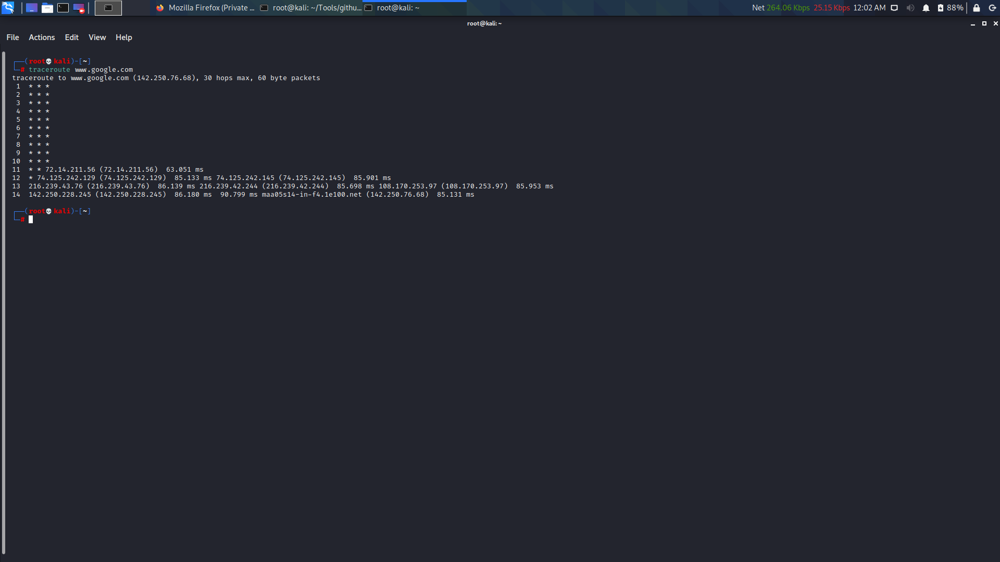 Mozilla Firefox (Private ... root@kali: ~/Tools/githu... root@kali: ~ Net 264.06 Kbps 25.15 Kbps 12:02 AM 88%
root@kali: ~
File Actions Edit View Help
┌──(root💀kali)-[~]
└─# traceroute www.google.com
traceroute to www.google.com (142.250.76.68), 30 hops max, 60 byte packets
1 * * *
2 * * *
3 * * *
4 * * *
5 * * *
6 * * *
7 * * *
8 * * *
9 * * *
10 * * *
11 * * 72.14.211.56 (72.14.211.56) 63.051 ms
12 * 74.125.242.129 (74.125.242.129) 85.133 ms 74.125.242.145 (74.125.242.145) 85.901 ms
13 216.239.43.76 (216.239.43.76) 86.139 ms 216.239.42.244 (216.239.42.244) 85.698 ms 108.170.253.97 (108.170.253.97) 85.953 ms
14 142.250.228.245 (142.250.228.245) 86.180 ms 90.799 ms maa05s14-in-f4.1e100.net (142.250.76.68) 85.131 ms
┌──(root💀kali)-[~]
└─#